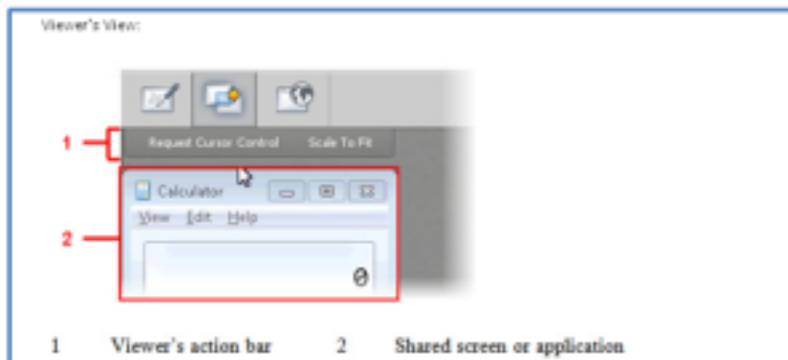 Viewer's View:
1 Request Cursor Control Scale To Fit
Calculator
View Edit Help
2
0
1 Viewer's action bar 2 Shared screen or application